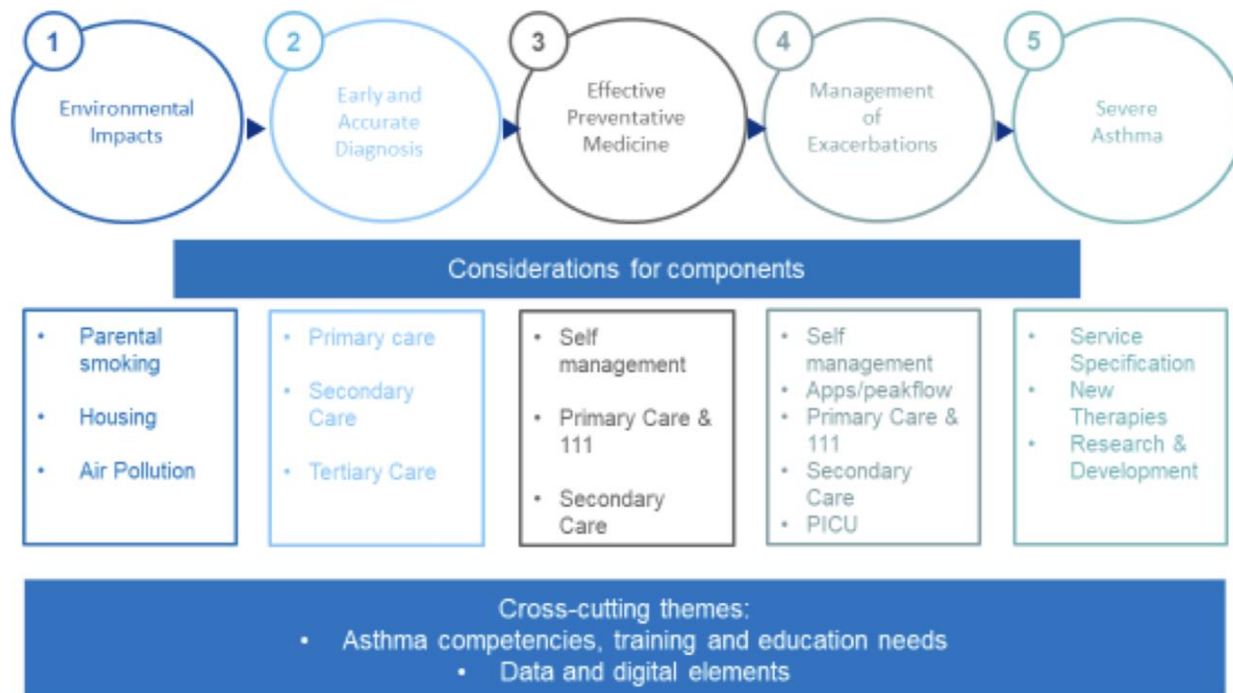 1
Environmental
Impacts
2
Early and
Accurate
Diagnosis
3
Effective
Preventative
Medicine
4
Management
of
Exacerbations
5
Severe
Asthma
Considerations for components
• Parental
smoking
• Housing
• Air Pollution
• Primary care
• Secondary
Care
• Tertiary Care
• Self
management
• Primary Care &
111
• Secondary
Care
• Self
management
• Apps/peakflow
• Primary Care &
111
• Secondary
Care
• PICU
• Service
Specification
• New
Therapies
• Research &
Development
Cross-cutting themes:
• Asthma competencies, training and education needs
• Data and digital elements